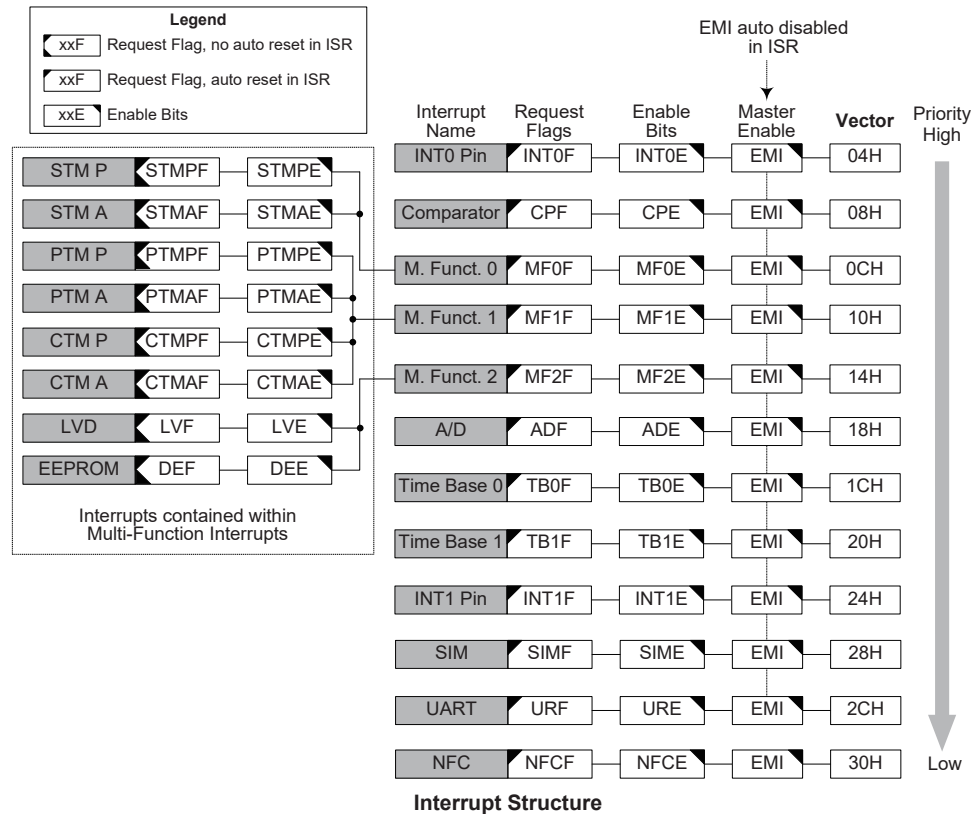 Legend
xxF Request Flag, no auto reset in ISR
xxF Request Flag, auto reset in ISR
xxE Enable Bits
EMI auto disabled
in ISR
Interrupt Name Request Flags Enable Bits Master Enable Vector Priority
High
STM P STMPF STMPE
STM A STMAF STMAE
PTM P PTMPF PTMPE
PTM A PTMAF PTMAE
CTM P CTMPF CTMPE
CTM A CTMAF CTMAE
LVD LVF LVE
EEPROM DEF DEE
Interrupts contained within
Multi-Function Interrupts
INT0 Pin INT0F INT0E EMI 04H
Comparator CPF CPE EMI 08H
M. Funct. 0 MF0F MF0E EMI 0CH
M. Funct. 1 MF1F MF1E EMI 10H
M. Funct. 2 MF2F MF2E EMI 14H
A/D ADF ADE EMI 18H
Time Base 0 TB0F TB0E EMI 1CH
Time Base 1 TB1F TB1E EMI 20H
INT1 Pin INT1F INT1E EMI 24H
SIM SIMF SIME EMI 28H
UART URF URE EMI 2CH
NFC NFCF NFCE EMI 30H Low
Interrupt Structure